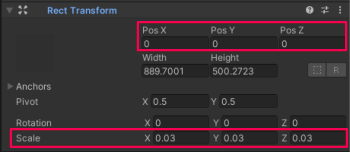 Rect Transform
Pos X Pos Y Pos Z
0 0 0
Width Height
889.7001 500.2723
R
Anchors
Pivot X 0.5 Y 0.5
Rotation X 0 Y 0 Z 0
Scale X 0.03 Y 0.03 Z 0.03